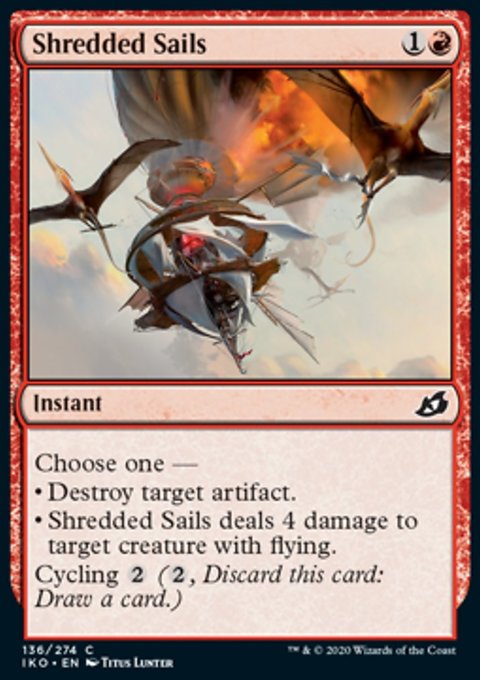 Shredded Sails 1
Instant
Choose one —
• Destroy target artifact.
• Shredded Sails deals 4 damage to
target creature with flying.
Cycling 2 (2, Discard this card:
Draw a card.)
136/274 C
IKO • EN Titus Lunter
™ & © 2020 Wizards of the Coast